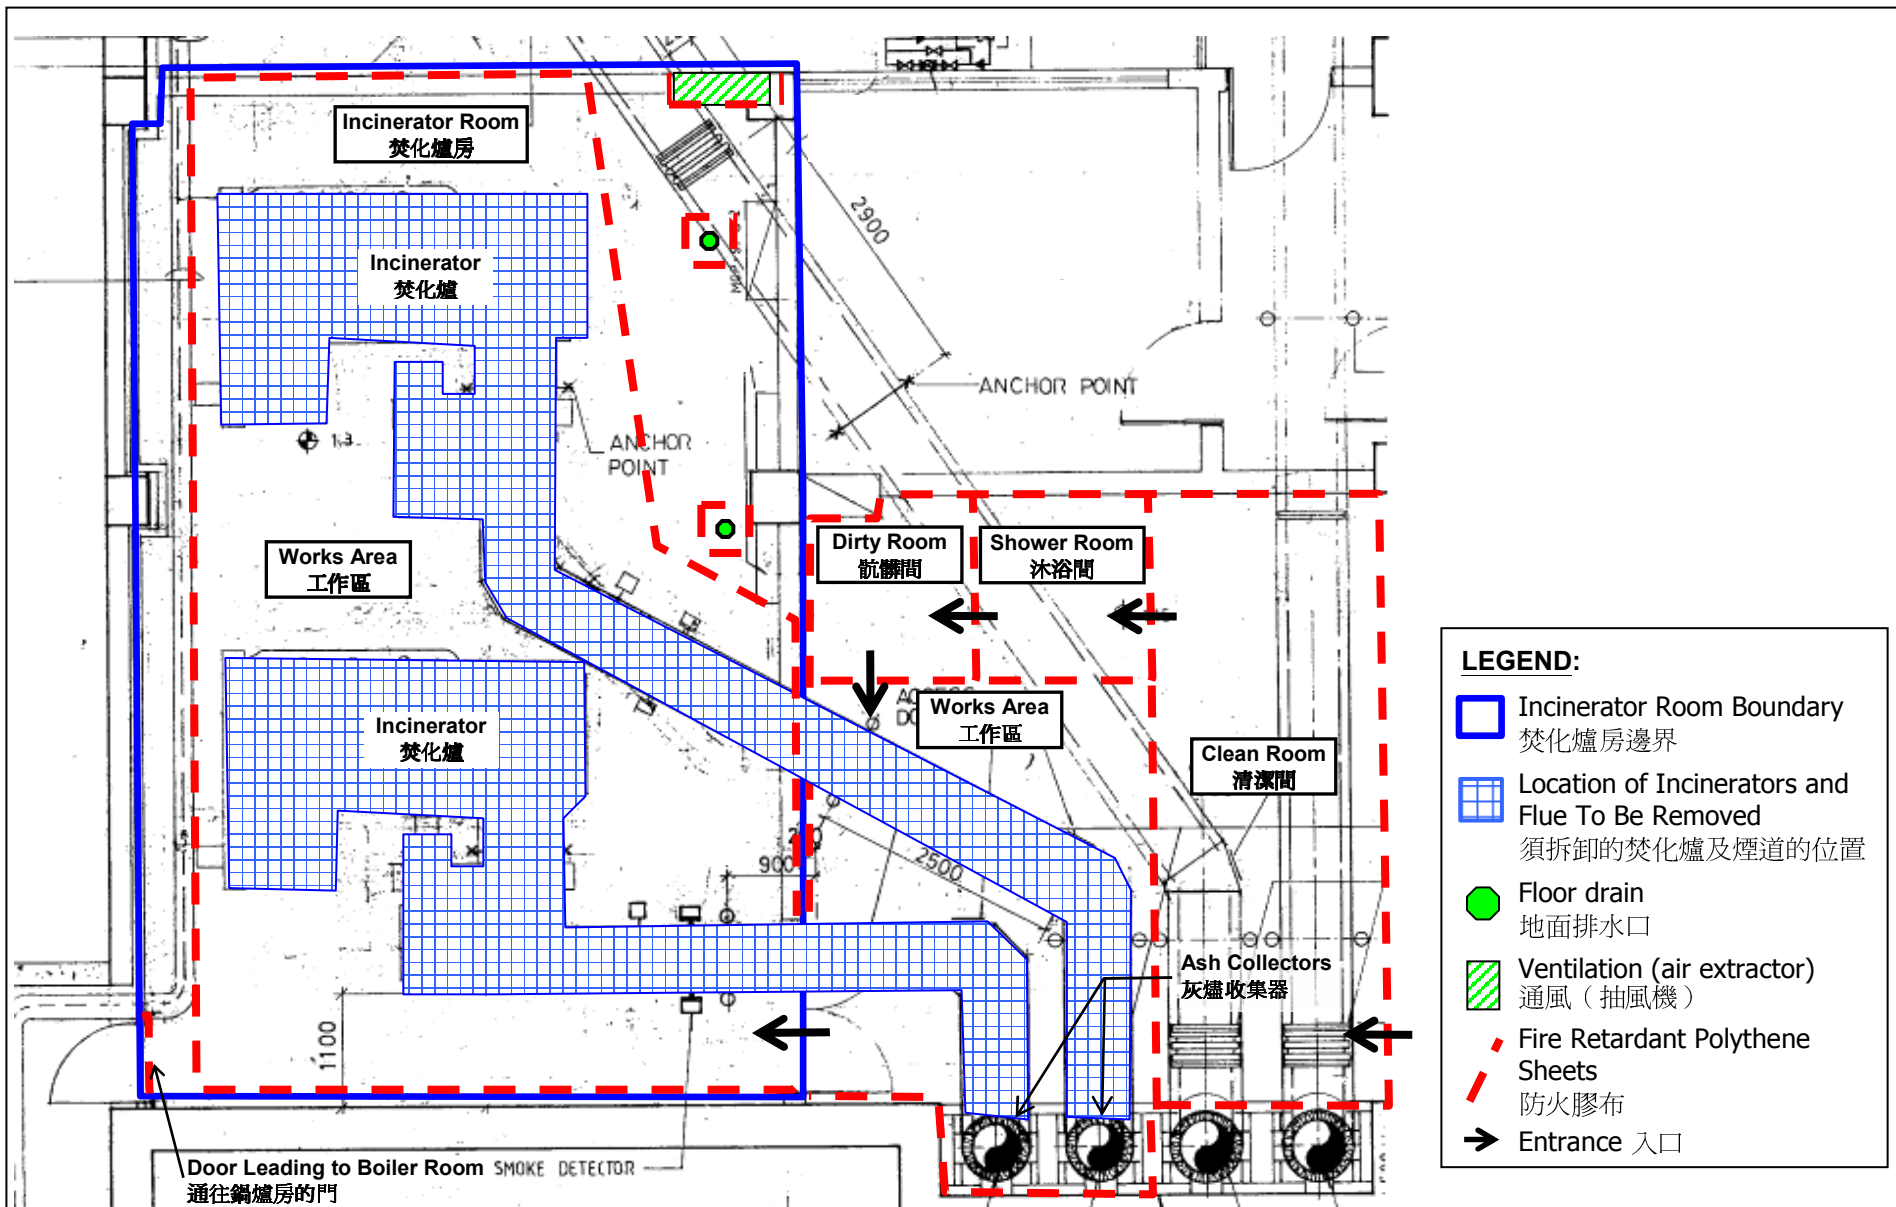 Incinerator Room
焚化爐房
Incinerator
焚化爐
2900
ANCHOR POINT
1.3
ANCHOR
POINT
Works Area
工作區
Dirty Room
骯髒間
Shower Room
沐浴間
Works Area
工作區
Incinerator
焚化爐
Clean Room
清潔間
900
2500
Ash Collectors
灰燼收集器
1100
Door Leading to Boiler Room
通往鍋爐房的門
SMOKE DETECTOR
LEGEND:
Incinerator Room Boundary
焚化爐房邊界
Location of Incinerators and
Flue To Be Removed
須拆卸的焚化爐及煙道的位置
Floor drain
地面排水口
Ventilation (air extractor)
通風（抽風機）
Fire Retardant Polythene
Sheets
防火膠布
Entrance 入口